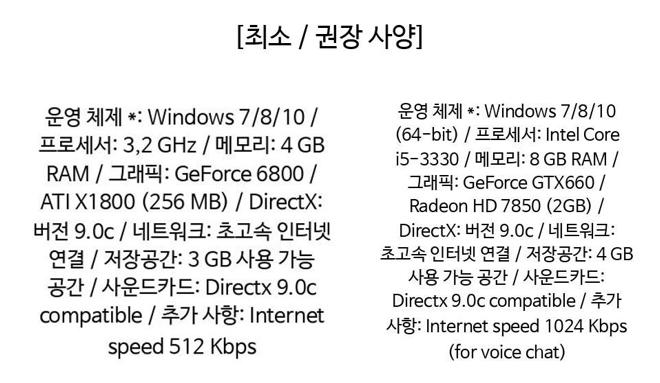 [최소 / 권장 사양]
운영 체제 *: Windows 7/8/10 /
프로세서: 3,2 GHz / 메모리: 4 GB
RAM / 그래픽: GeForce 6800 /
ATI X1800 (256 MB) / DirectX:
버전 9.0c / 네트워크: 초고속 인터넷
연결 / 저장공간: 3 GB 사용 가능
공간 / 사운드카드: Directx 9.0c
compatible / 추가 사항: Internet
speed 512 Kbps
운영 체제 *: Windows 7/8/10
(64-bit) / 프로세서: Intel Core
i5-3330 / 메모리: 8 GB RAM /
그래픽: GeForce GTX660 /
Radeon HD 7850 (2GB) /
DirectX: 버전 9.0c / 네트워크:
초고속 인터넷 연결 / 저장공간: 4 GB
사용 가능 공간 / 사운드카드:
Directx 9.0c compatible / 추가
사항: Internet speed 1024 Kbps
(for voice chat)